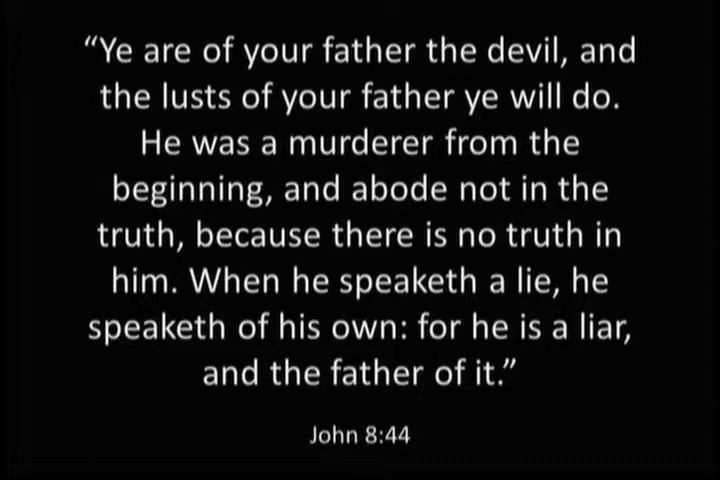 “Ye are of your father the devil, and
the lusts of your father ye will do.
He was a murderer from the
beginning, and abode not in the
truth, because there is no truth in
him. When he speaketh a lie, he
speaketh of his own: for he is a liar,
and the father of it.”
John 8:44